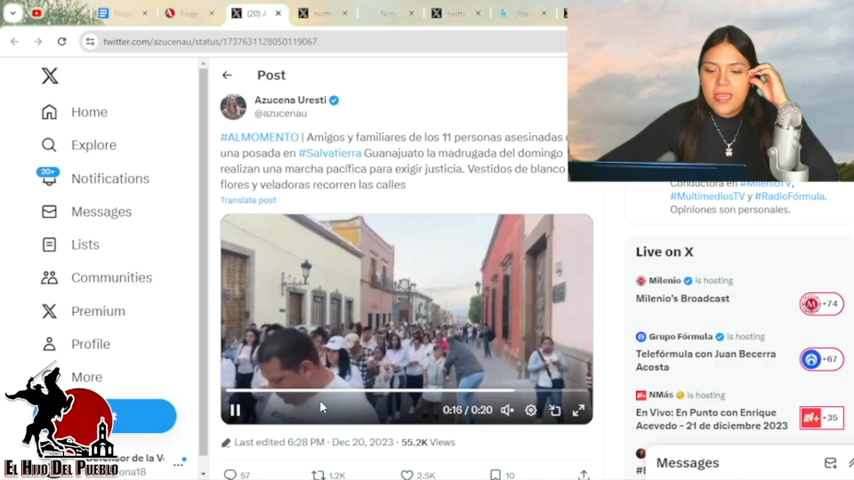 (20) A
twitte
Notu
twitte
¿Por
twitter.com/azucenau/status/1737631128050119067
Home
Explore
20+
Notifications
Messages
Lists
Communities
Premium
Profile
More
EL HIJO DEL PUEBLO
Post
Azucena Uresti
@azucenau
#ALMOMENTO | Amigos y familiares de los 11 personas asesinadas
una posada en #Salvatierra Guanajuato la madrugada del domingo
realizan una marcha pacífica para exigir justicia. Vestidos de blanco
flores y veladoras recorren las calles
Translate post
0:16 / 0:20
Last edited 6:28 PM · Dec 20, 2023 · 55.2K Views
57
1.2K
2.5K
10
Conductora en #MilenioTV,
#MultimediosTV y #RadioFórmula.
Opiniones son personales.
Live on X
Milenio is hosting
Milenio's Broadcast
+74
Grupo Fórmula is hosting
Telefórmula con Juan Becerra
Acosta
+67
NMás is hosting
En Vivo: En Punto con Enrique
Acevedo - 21 de diciembre 2023
+35
Messages